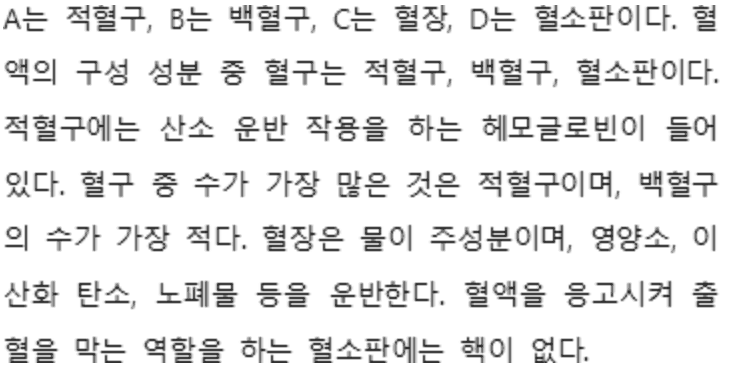 A는 적혈구, B는 백혈구, C는 혈장, D는 혈소판이다. 혈
액의 구성 성분 중 혈구는 적혈구, 백혈구, 혈소판이다.
적혈구에는 산소 운반 작용을 하는 헤모글로빈이 들어
있다. 혈구 중 수가 가장 많은 것은 적혈구이며, 백혈구
의 수가 가장 적다. 혈장은 물이 주성분이며, 영양소, 이
산화 탄소, 노폐물 등을 운반한다. 혈액을 응고시켜 출
혈을 막는 역할을 하는 혈소판에는 핵이 없다.